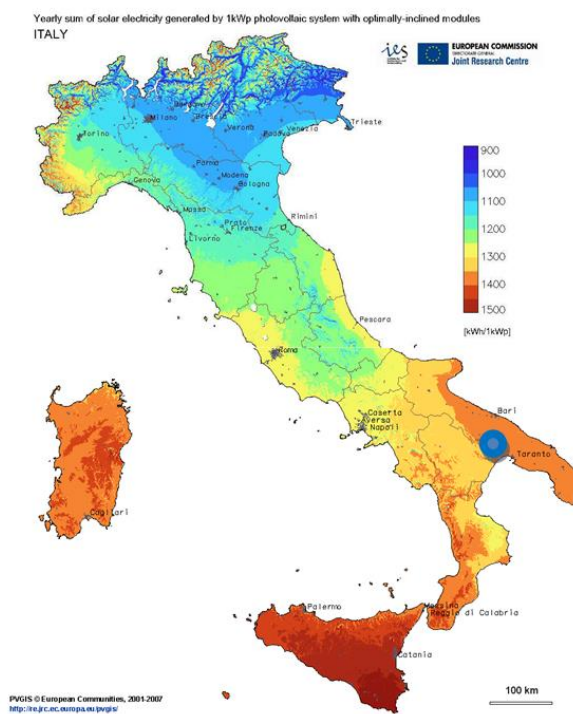 Yearly sum of solar electricity generated by 1kWp photovoltaic system with optimally-inclined modules
ITALY
ies
EUROPEAN COMMISSION
DIRECTORATE-GENERAL
Joint Research Centre
Bergamo
Milano
Brescia
Torino
Verona
Padova
Venezia
Trieste
Parma
Modena
Bologna
Genova
Massa
Prato
Firenze
Livorno
Rimini
Pescara
Roma
Caserta
Napoli
Bari
Taranto
Cagliari
Palermo
Messina
Reggio di Calabria
Catania
900
1000
1100
1200
1300
1400
1500
[kWh/1kWp]
PVGIS © European Communities, 2001-2007
http://re.jrc.ec.europa.eu/pvgis/
100 km